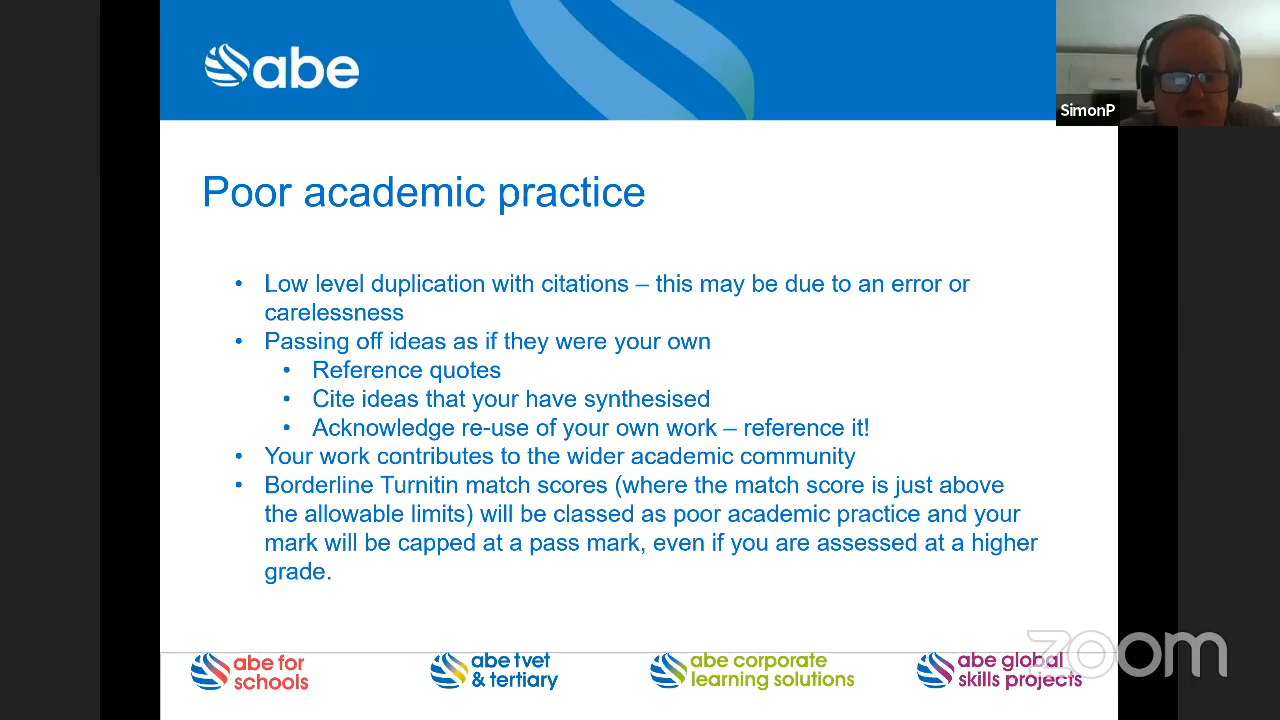 abe
SimonP
Poor academic practice
• Low level duplication with citations – this may be due to an error or
carelessness
• Passing off ideas as if they were your own
• Reference quotes
• Cite ideas that your have synthesised
• Acknowledge re-use of your own work – reference it!
• Your work contributes to the wider academic community
• Borderline Turnitin match scores (where the match score is just above
the allowable limits) will be classed as poor academic practice and your
mark will be capped at a pass mark, even if you are assessed at a higher
grade.
abe for
schools
abe tvet
& tertiary
abe corporate
learning solutions
abe global
skills projects
zoom